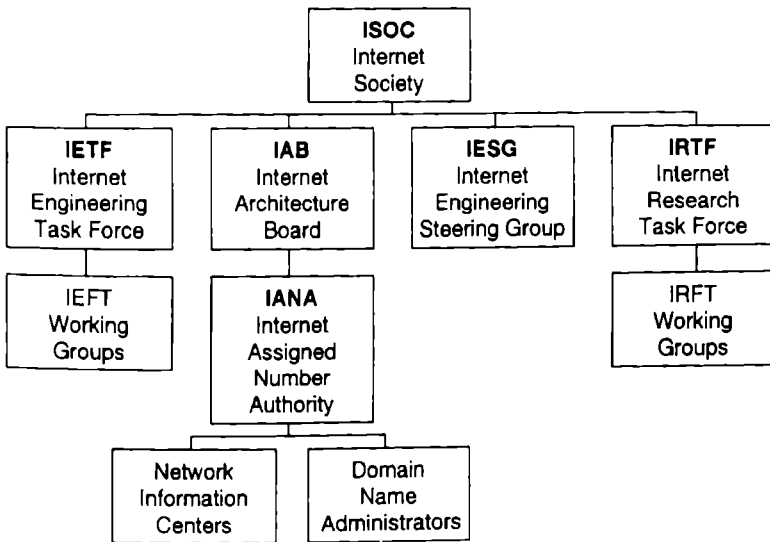 ISOC
Internet
Society
IETF
Internet
Engineering
Task Force
IAB
Internet
Architecture
Board
IESG
Internet
Engineering
Steering Group
IRTF
Internet
Research
Task Force
IEFT
Working
Groups
IANA
Internet
Assigned
Number
Authority
IRFT
Working
Groups
Network
Information
Centers
Domain
Name
Administrators